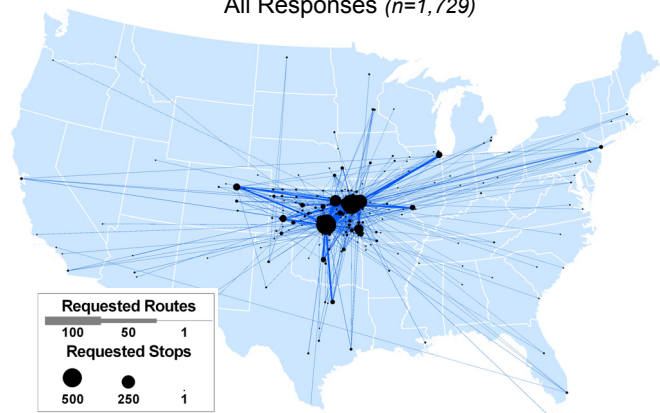 All Responses (n=1,729)
Requested Routes
100 50 1
Requested Stops
500 250 1